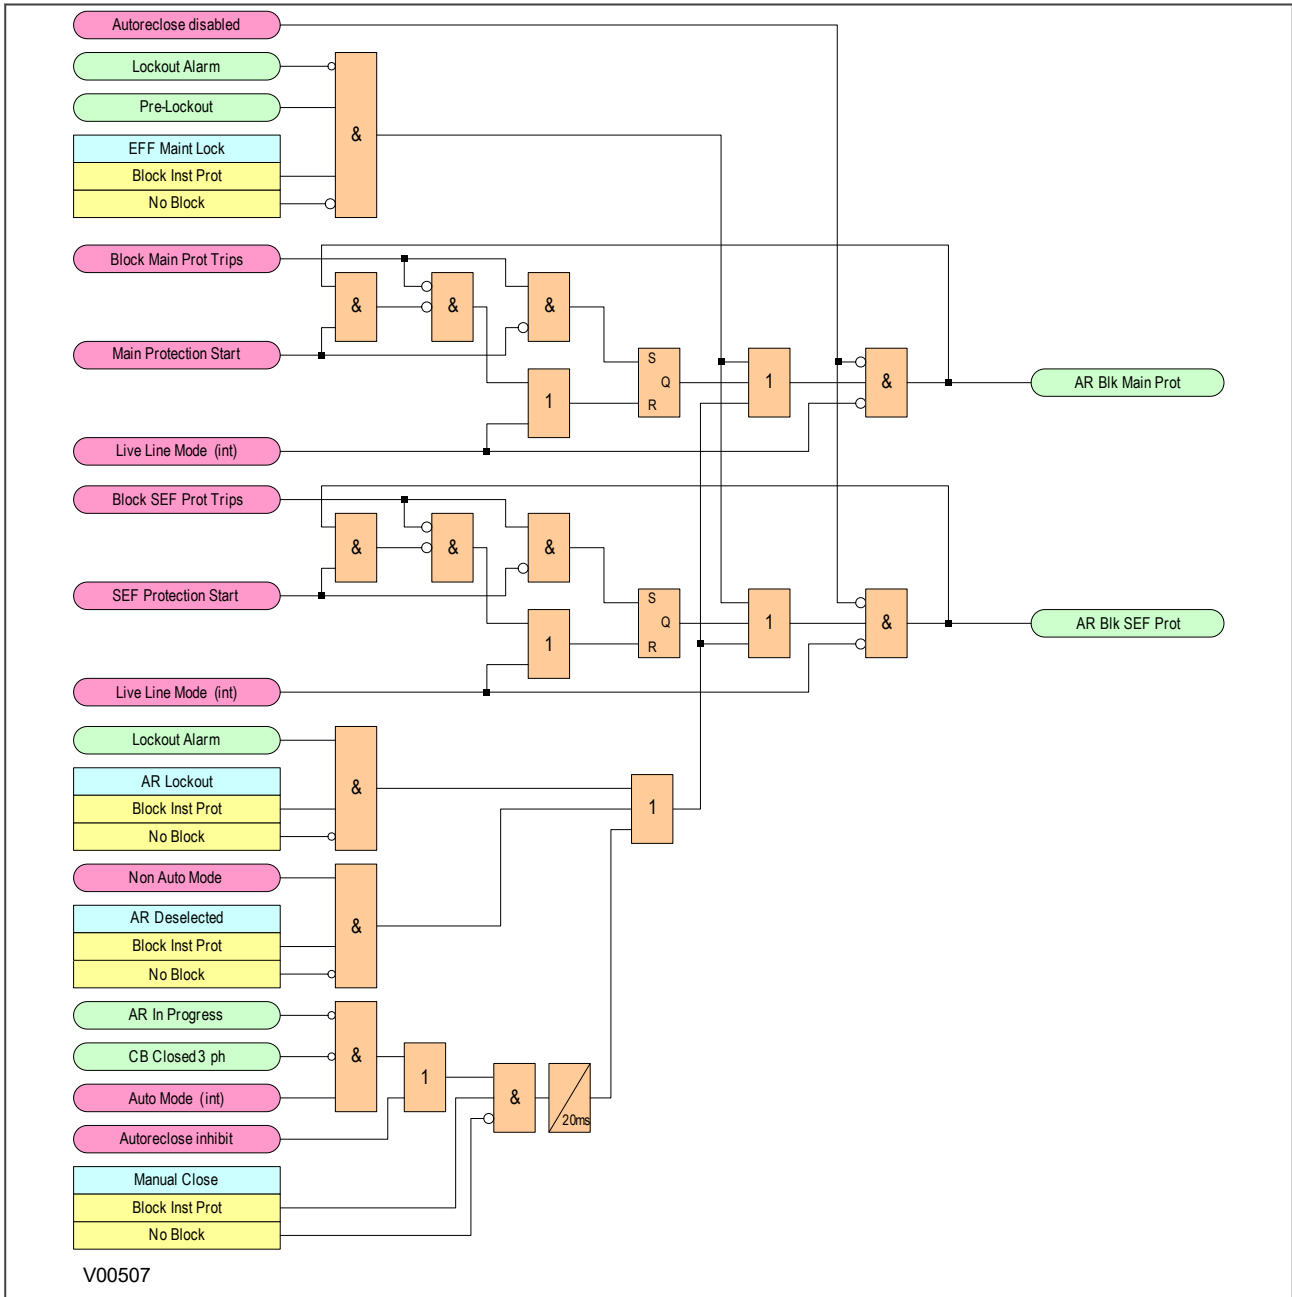 Autoreclose disabled
Lockout Alarm
Pre-Lockout
&
EFF Maint Lock
Block Inst Prot
No Block
Block Main Prot Trips
&
&
&
Main Protection Start
S
Q
R
1
1
&
AR Blk Main Prot
Live Line Mode (int)
Block SEF Prot Trips
&
&
&
SEF Protection Start
S
Q
R
1
1
&
AR Blk SEF Prot
Live Line Mode (int)
Lockout Alarm
&
AR Lockout
Block Inst Prot
No Block
1
Non Auto Mode
&
AR Deselected
Block Inst Prot
No Block
AR In Progress
CB Closed 3 ph
&
1
Auto Mode (int)
&
20ms
Autoreclose inhibit
Manual Close
Block Inst Prot
No Block
V00507